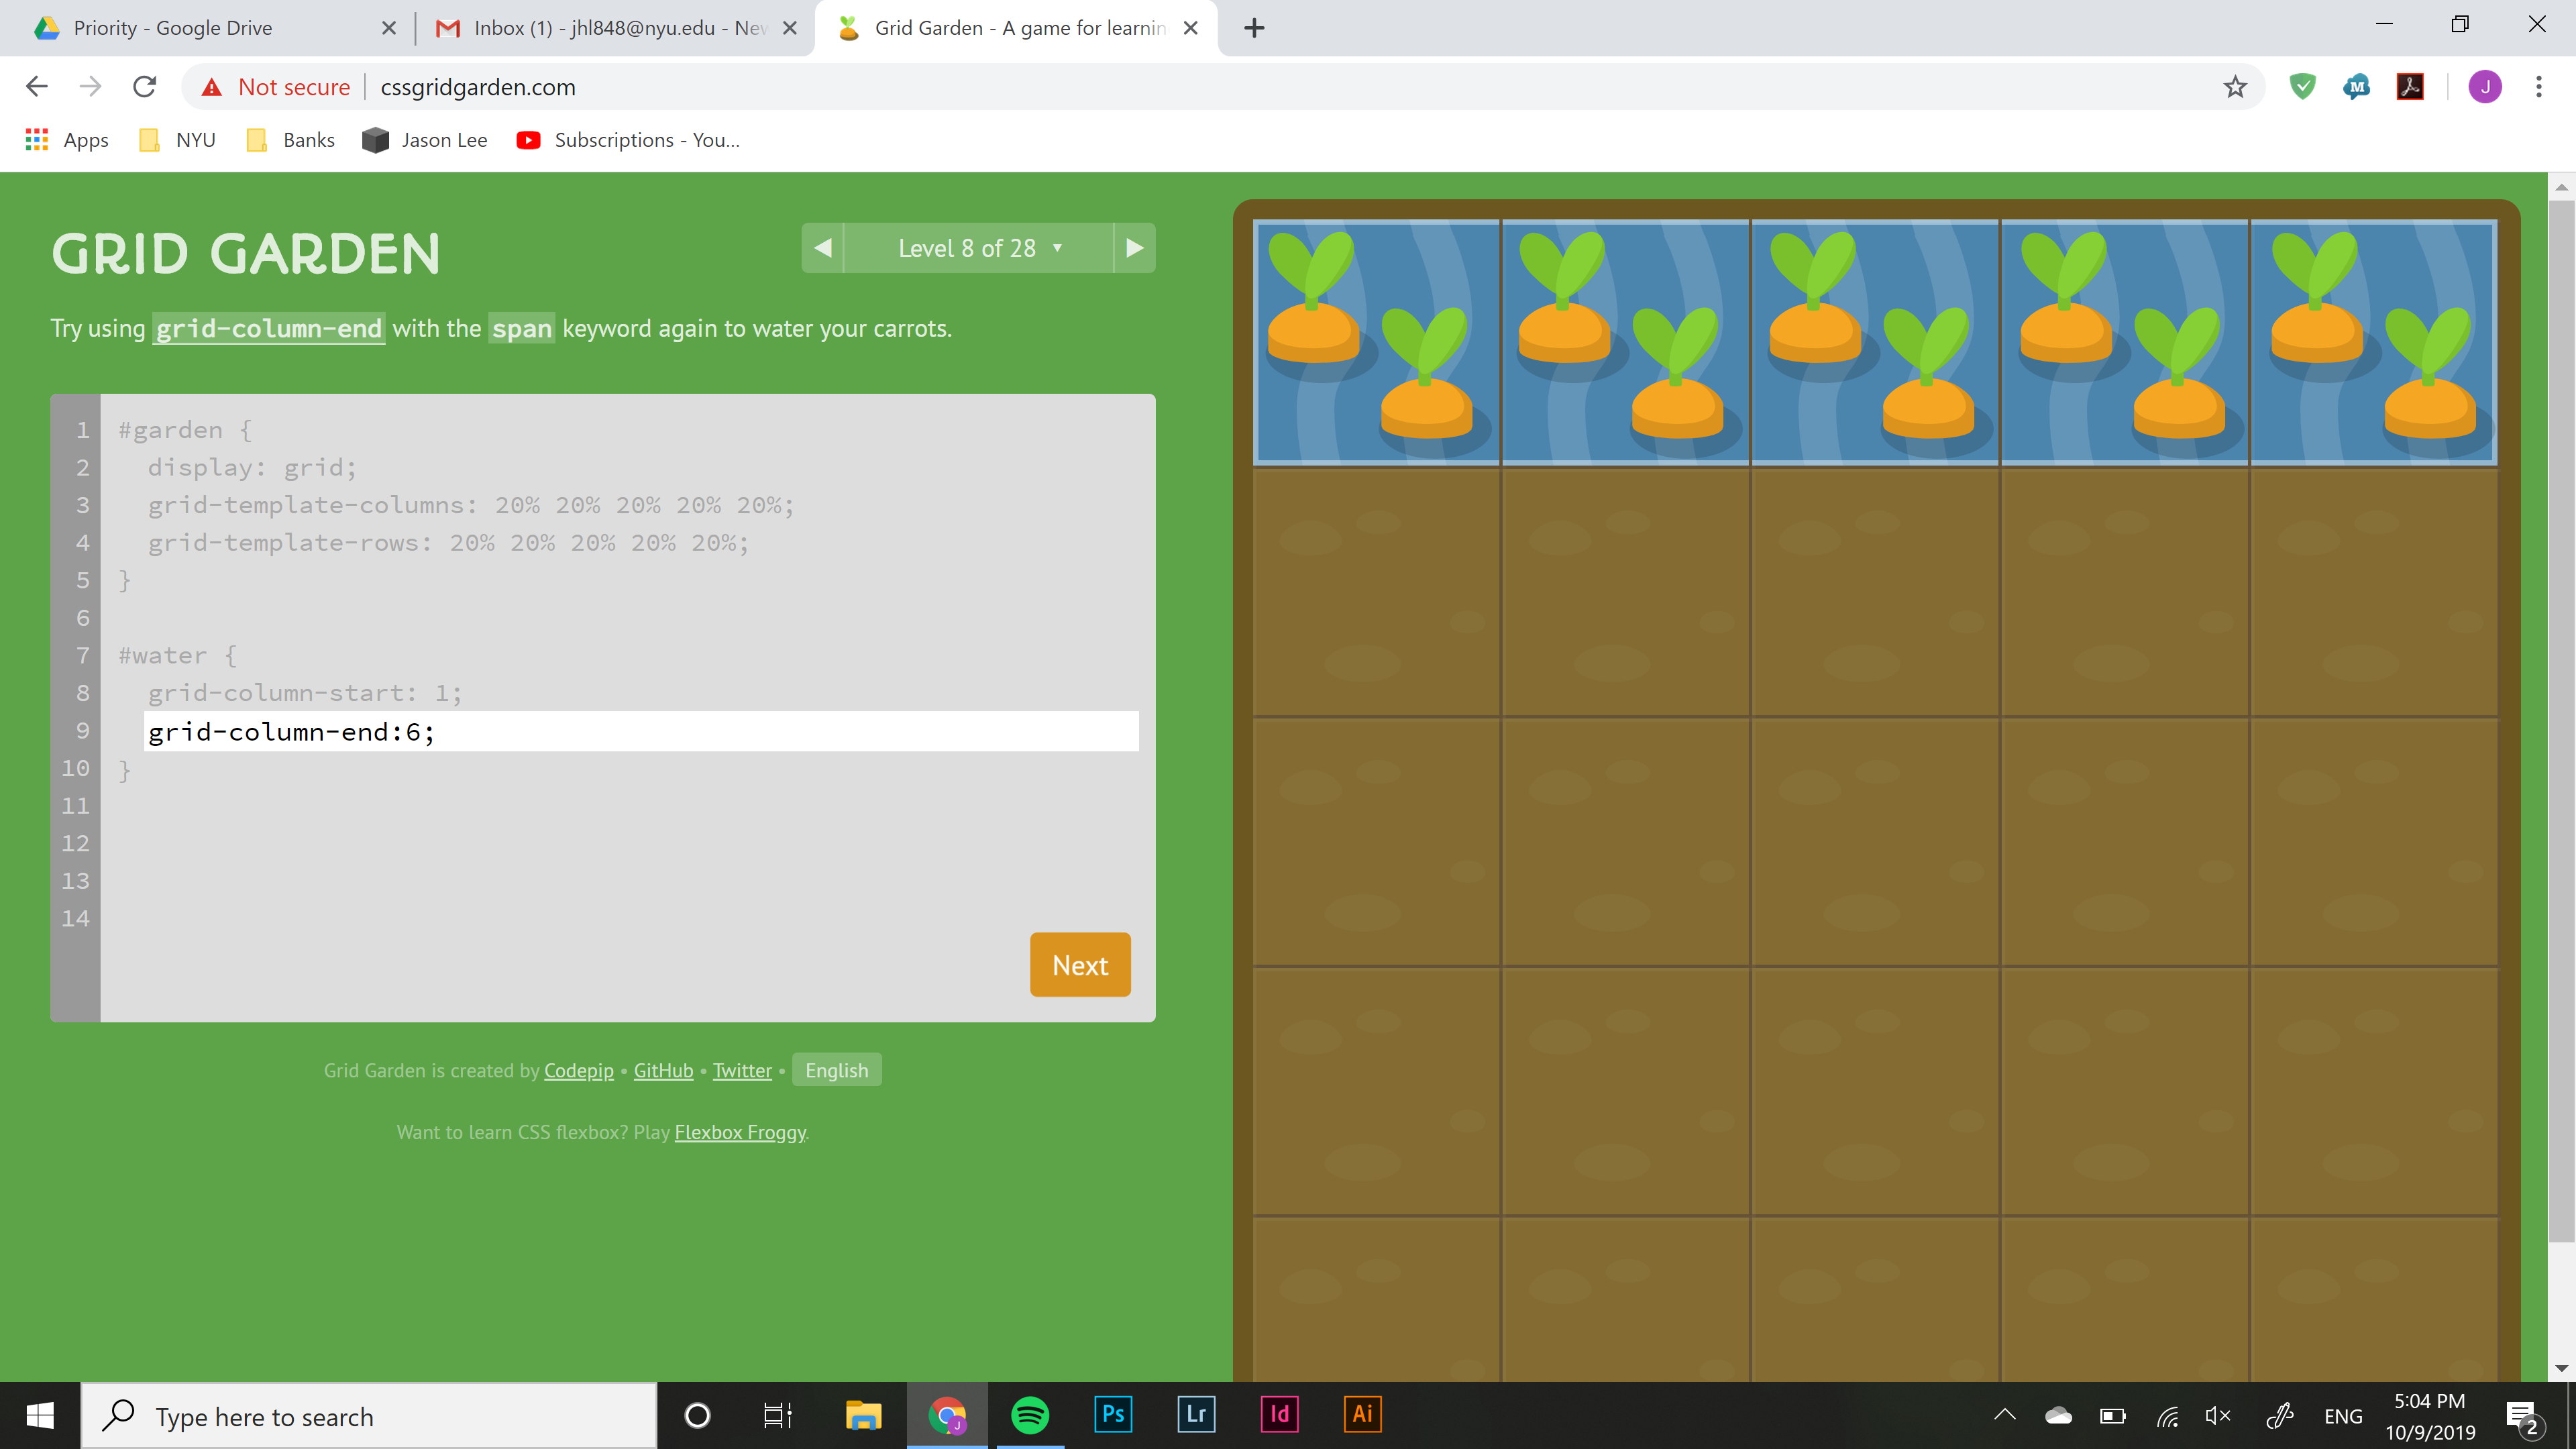 Priority - Google Drive
Inbox (1) - jhl848@nyu.edu - Nev
Grid Garden - A game for learnin
Not secure
cssgridgarden.com
Apps
NYU
Banks
Jason Lee
Subscriptions - You...
M
J
GRID GARDEN
Level 8 of 28
Try using grid-column-end with the span keyword again to water your carrots.
1 #garden {
2 display: grid;
3 grid-template-columns: 20% 20% 20% 20% 20%;
4 grid-template-rows: 20% 20% 20% 20% 20%;
5 }
6
7 #water {
8 grid-column-start: 1;
9 grid-column-end:6;
10 }
11
12
13
14
Next
Grid Garden is created by Codepip • GitHub • Twitter • English
Want to learn CSS flexbox? Play Flexbox Froggy.
Type here to search
J
Ps
Lr
Id
Ai
ENG
5:04 PM
10/9/2019
2